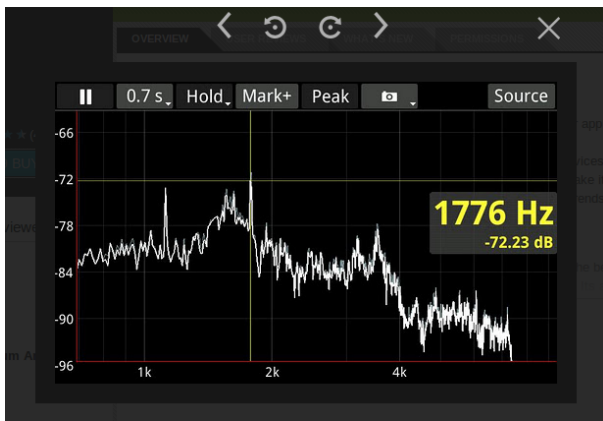 OVERVIEW
PERMISSIONS
0.7 s
Hold
Mark+
Peak
Source
-66
-72
-78
-84
-90
-96
1776 Hz
-72.23 dB
1k
2k
4k